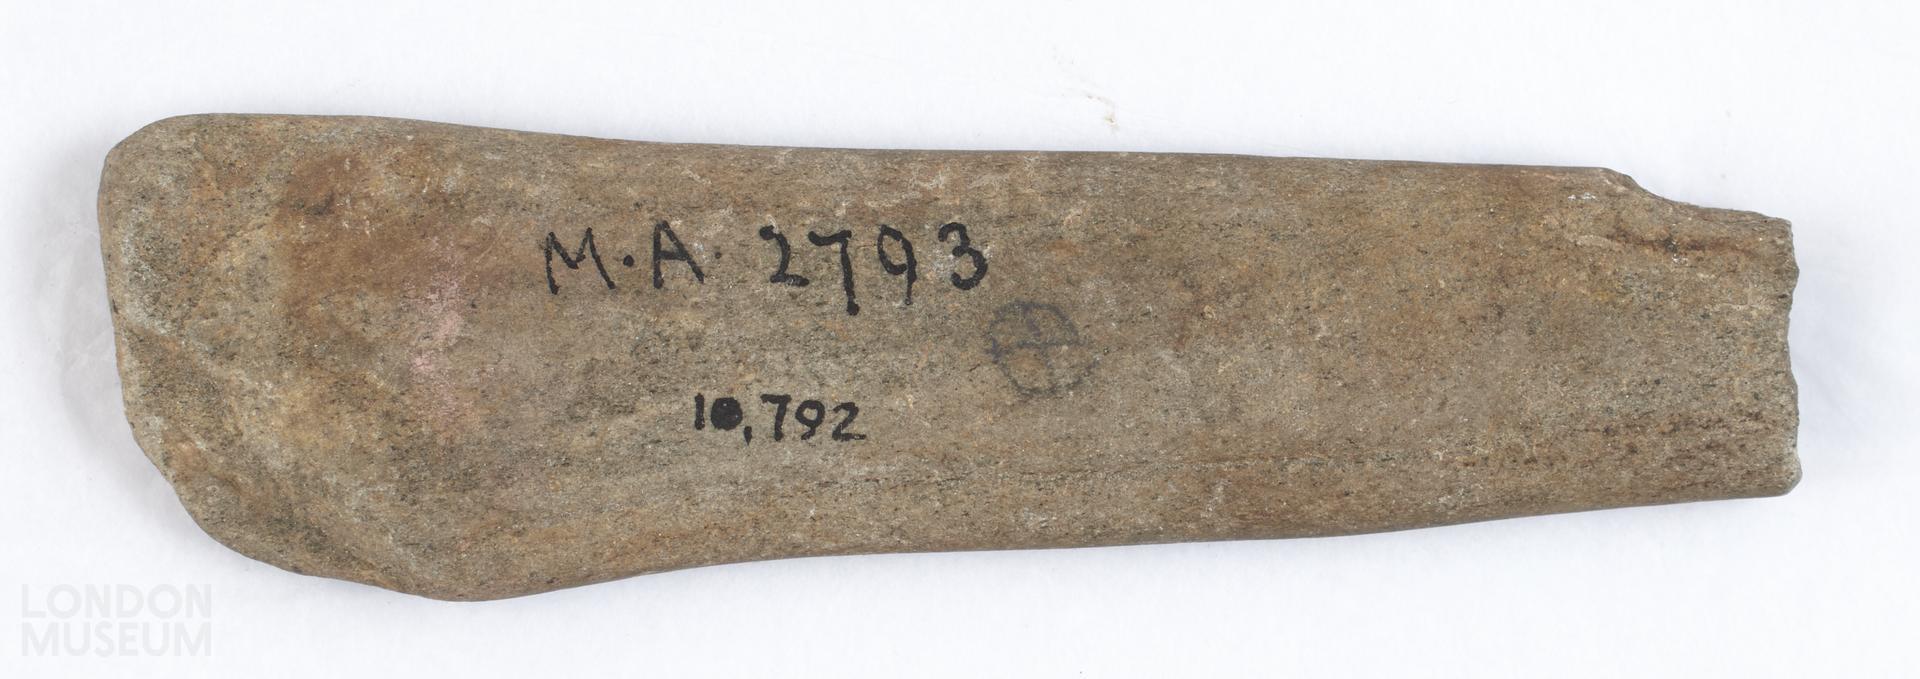 M.A. 2793
10,792
LONDON
MUSEUM